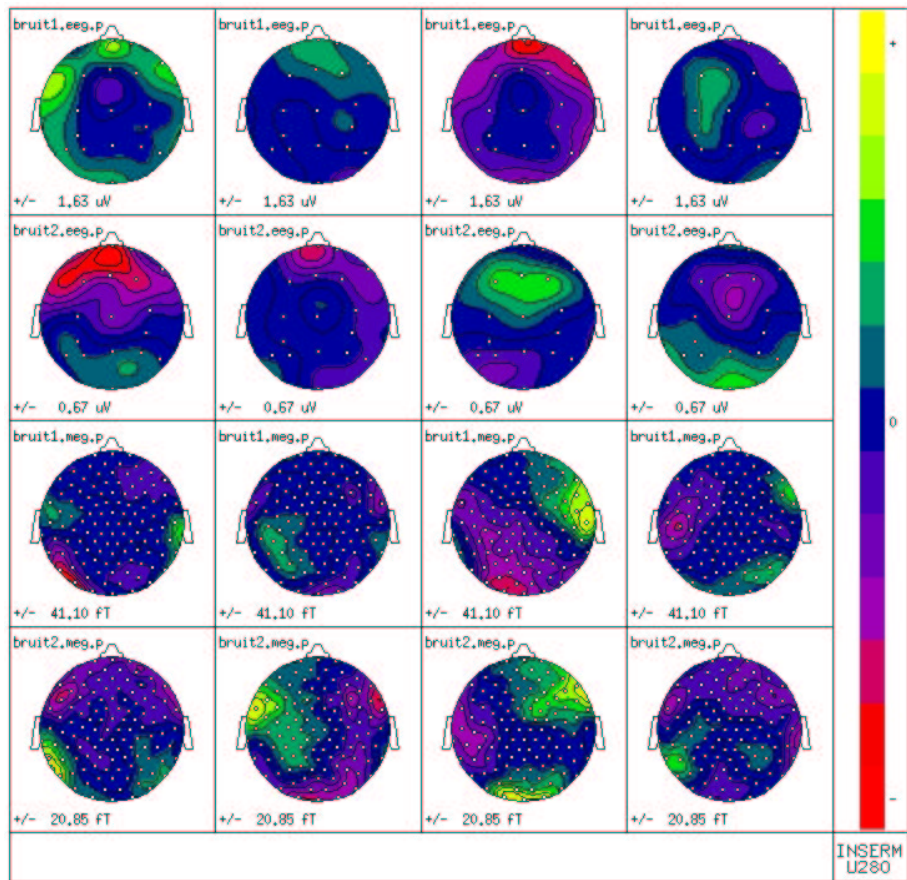 bruit1.eeg.p bruit1.eeg.p bruit1.eeg.p bruit1.eeg.p
+
+/- 1.63 uV +/- 1.63 uV +/- 1.63 uV +/- 1.63 uV
bruit2.eeg.p bruit2.eeg.p bruit2.eeg.p bruit2.eeg.p
+/- 0.67 uV +/- 0.67 uV +/- 0.67 uV +/- 0.67 uV
0
bruit1.meg.p bruit1.meg.p bruit1.meg.p bruit1.meg.p
+/- 41.10 fT +/- 41.10 fT +/- 41.10 fT +/- 41.10 fT
bruit2.meg.p bruit2.meg.p bruit2.meg.p bruit2.meg.p
-
+/- 20.85 fT +/- 20.85 fT +/- 20.85 fT +/- 20.85 fT
INSERM
U280